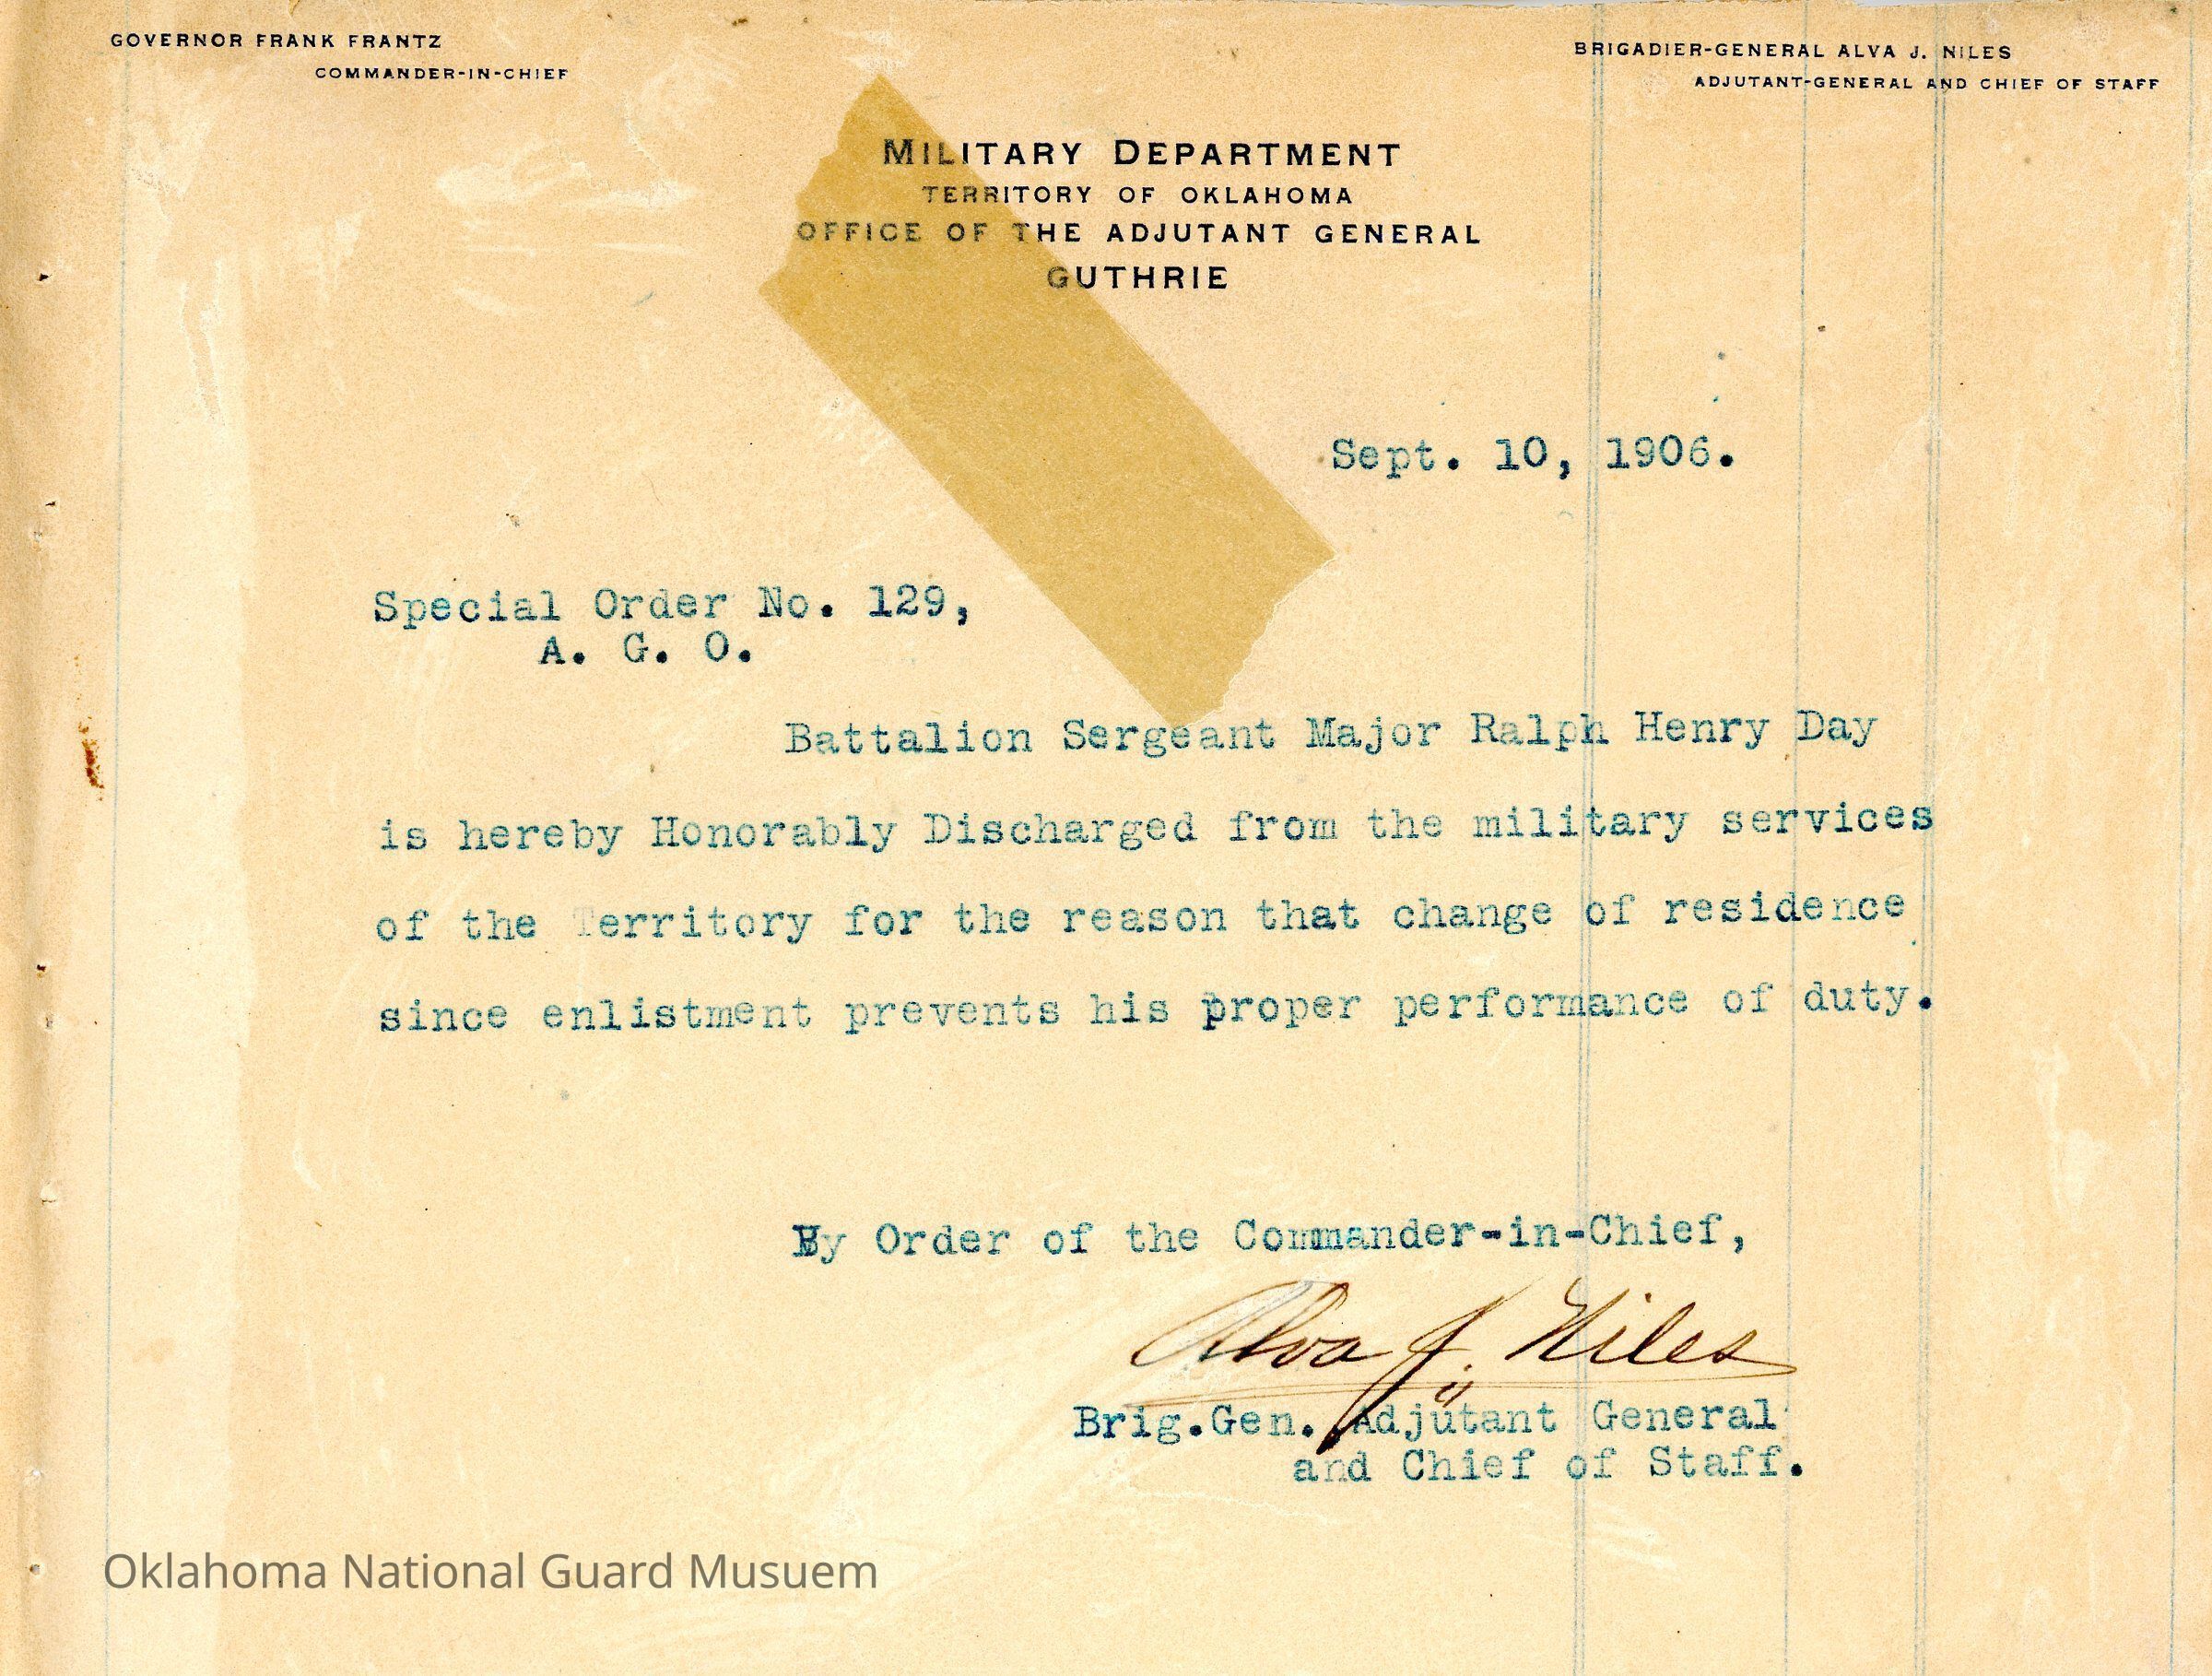 GOVERNOR FRANK FRANTZ
COMMANDER-IN-CHIEF
BRIGADIER-GENERAL ALVA J. NILES
ADJUTANT-GENERAL AND CHIEF OF STAFF
MILITARY DEPARTMENT
TERRITORY OF OKLAHOMA
OFFICE OF THE ADJUTANT GENERAL
GUTHRIE
Sept. 10, 1906.
Special Order No. 129,
A. G. O.
Battalion Sergeant Major Ralph Henry Day
is hereby Honorably Discharged from the military services
of the Territory for the reason that change of residence
since enlistment prevents his proper performance of duty.
By Order of the Commander-in-Chief,
Alva J. Niles
Brig.Gen. Adjutant General
and Chief of Staff.
Oklahoma National Guard Musuem